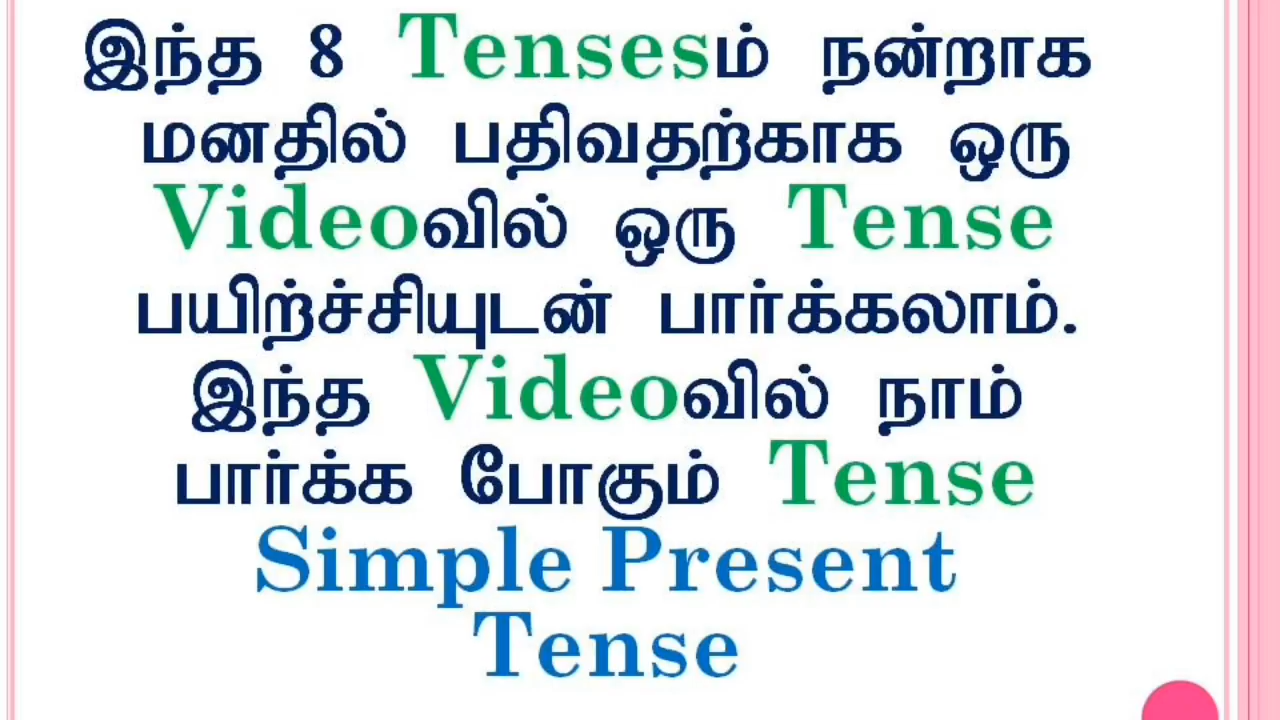 இந்த 8 Tensesம் நன்றாக
மனதில் பதிவதற்காக ஒரு
Videoவில் ஒரு Tense
பயிற்ச்சியுடன் பார்க்கலாம்.
இந்த Videoவில் நாம்
பார்க்க போகும் Tense
Simple Present
Tense